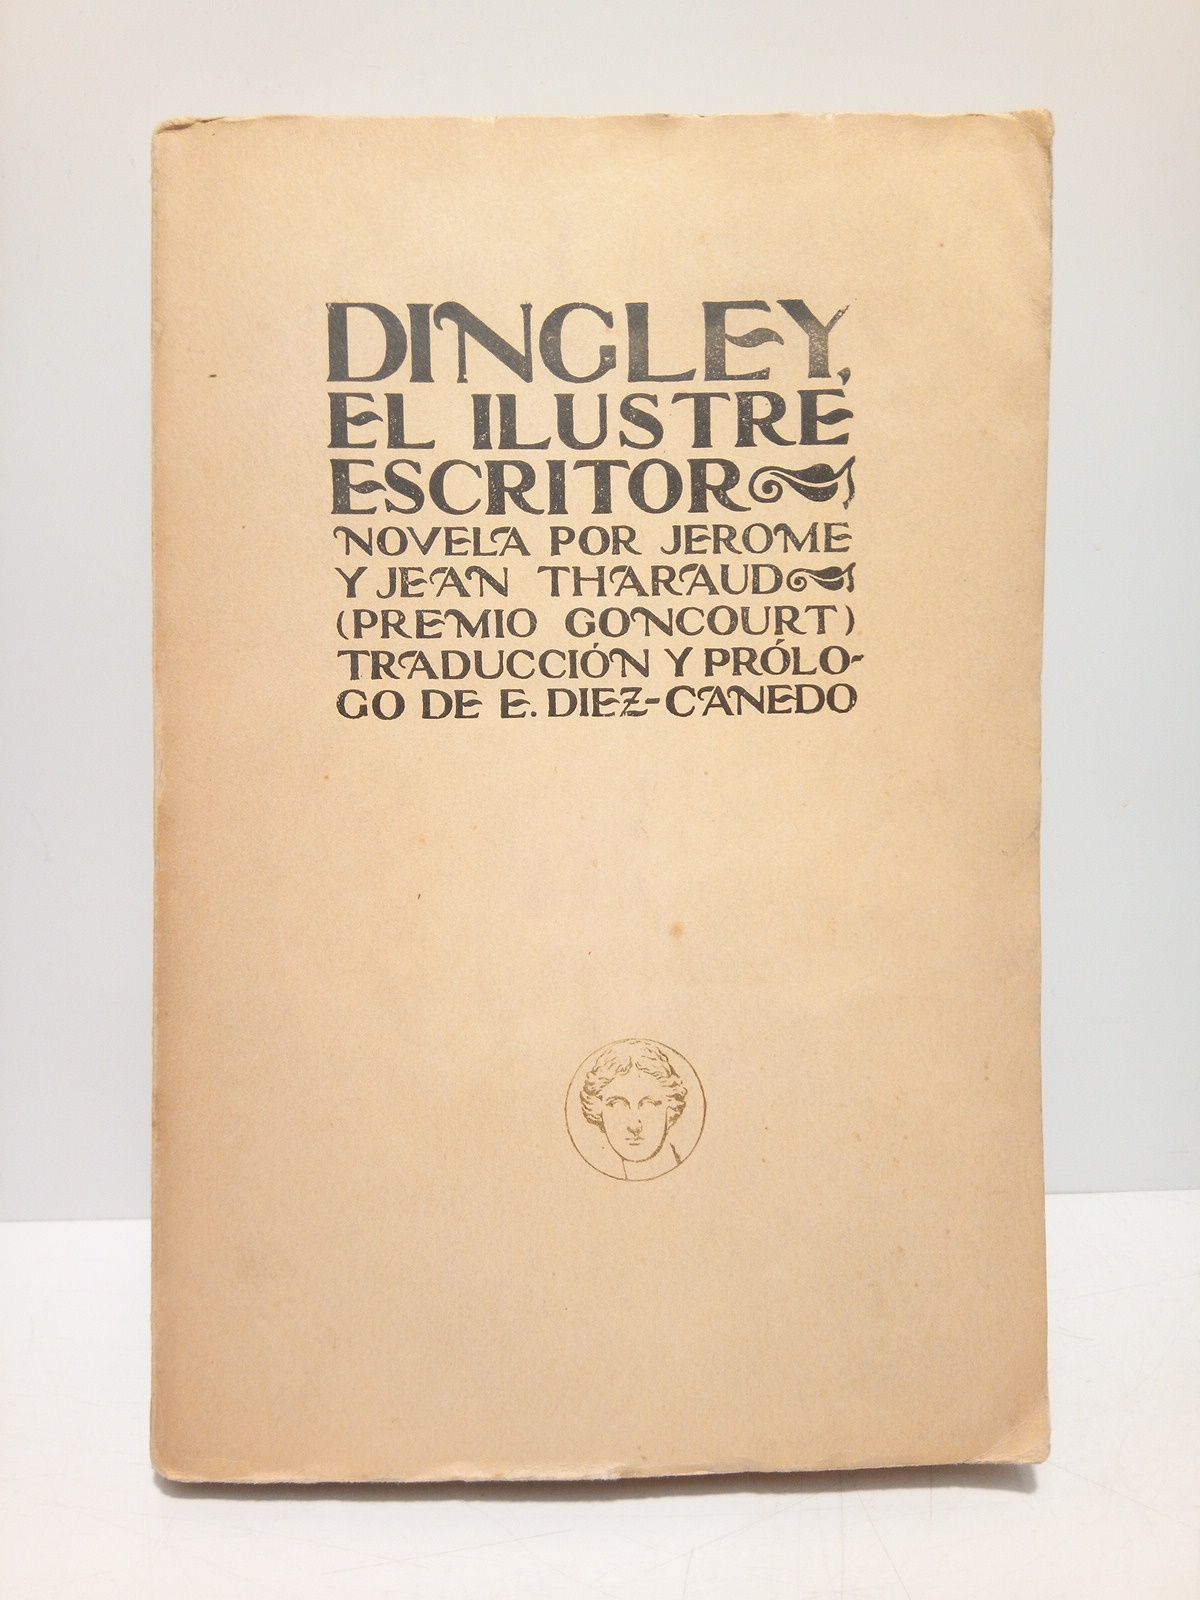 DINGLEY,
EL ILUSTRE
ESCRITOR
NOVELA POR JEROME
Y JEAN THARAUD
(PREMIO GONCOURT)
TRADUCCIÓN Y PRÓLO-
GO DE E. DIEZ-CANEDO